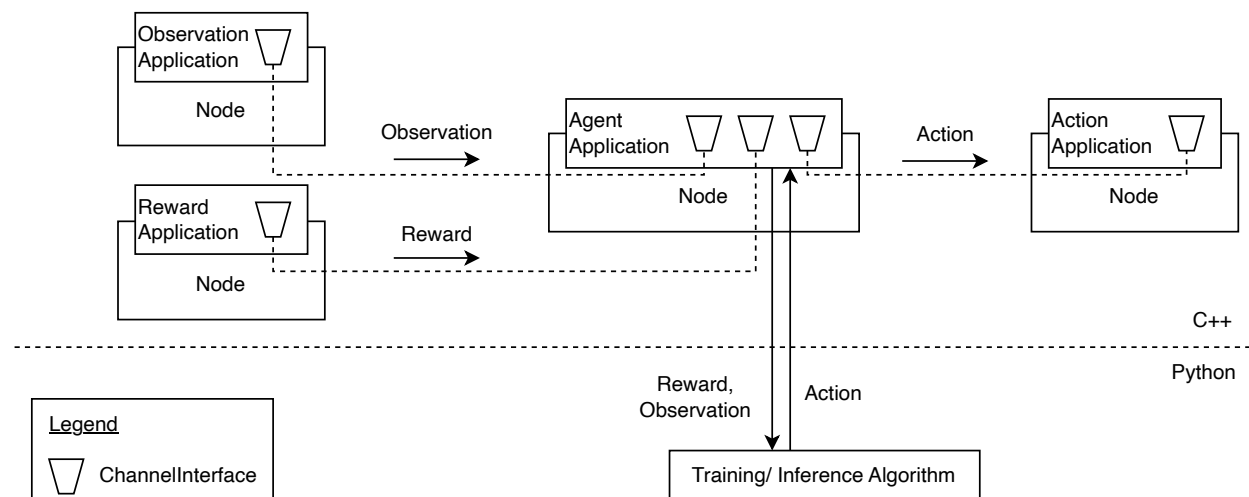 Observation
Application
Node
Observation
Agent
Application
Node
Action
Action
Application
Node
Reward
Application
Node
Reward
C++
Python
Reward,
Observation
Action
Legend
ChannelInterface
Training/ Inference Algorithm